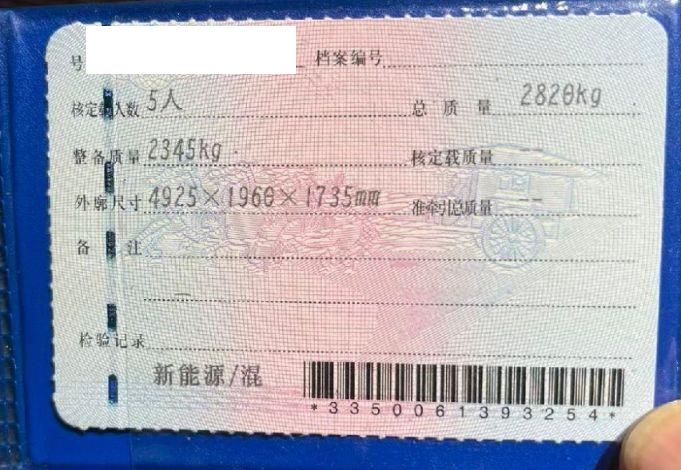 号 档案编号
核定载人数 5人 总质量 2820kg
整备质量 2345kg 核定载质量 --
外廓尺寸 4925×1960×1735mm 准牵引总质量 --
备注
检验记录
新能源/混
*3350061393254*